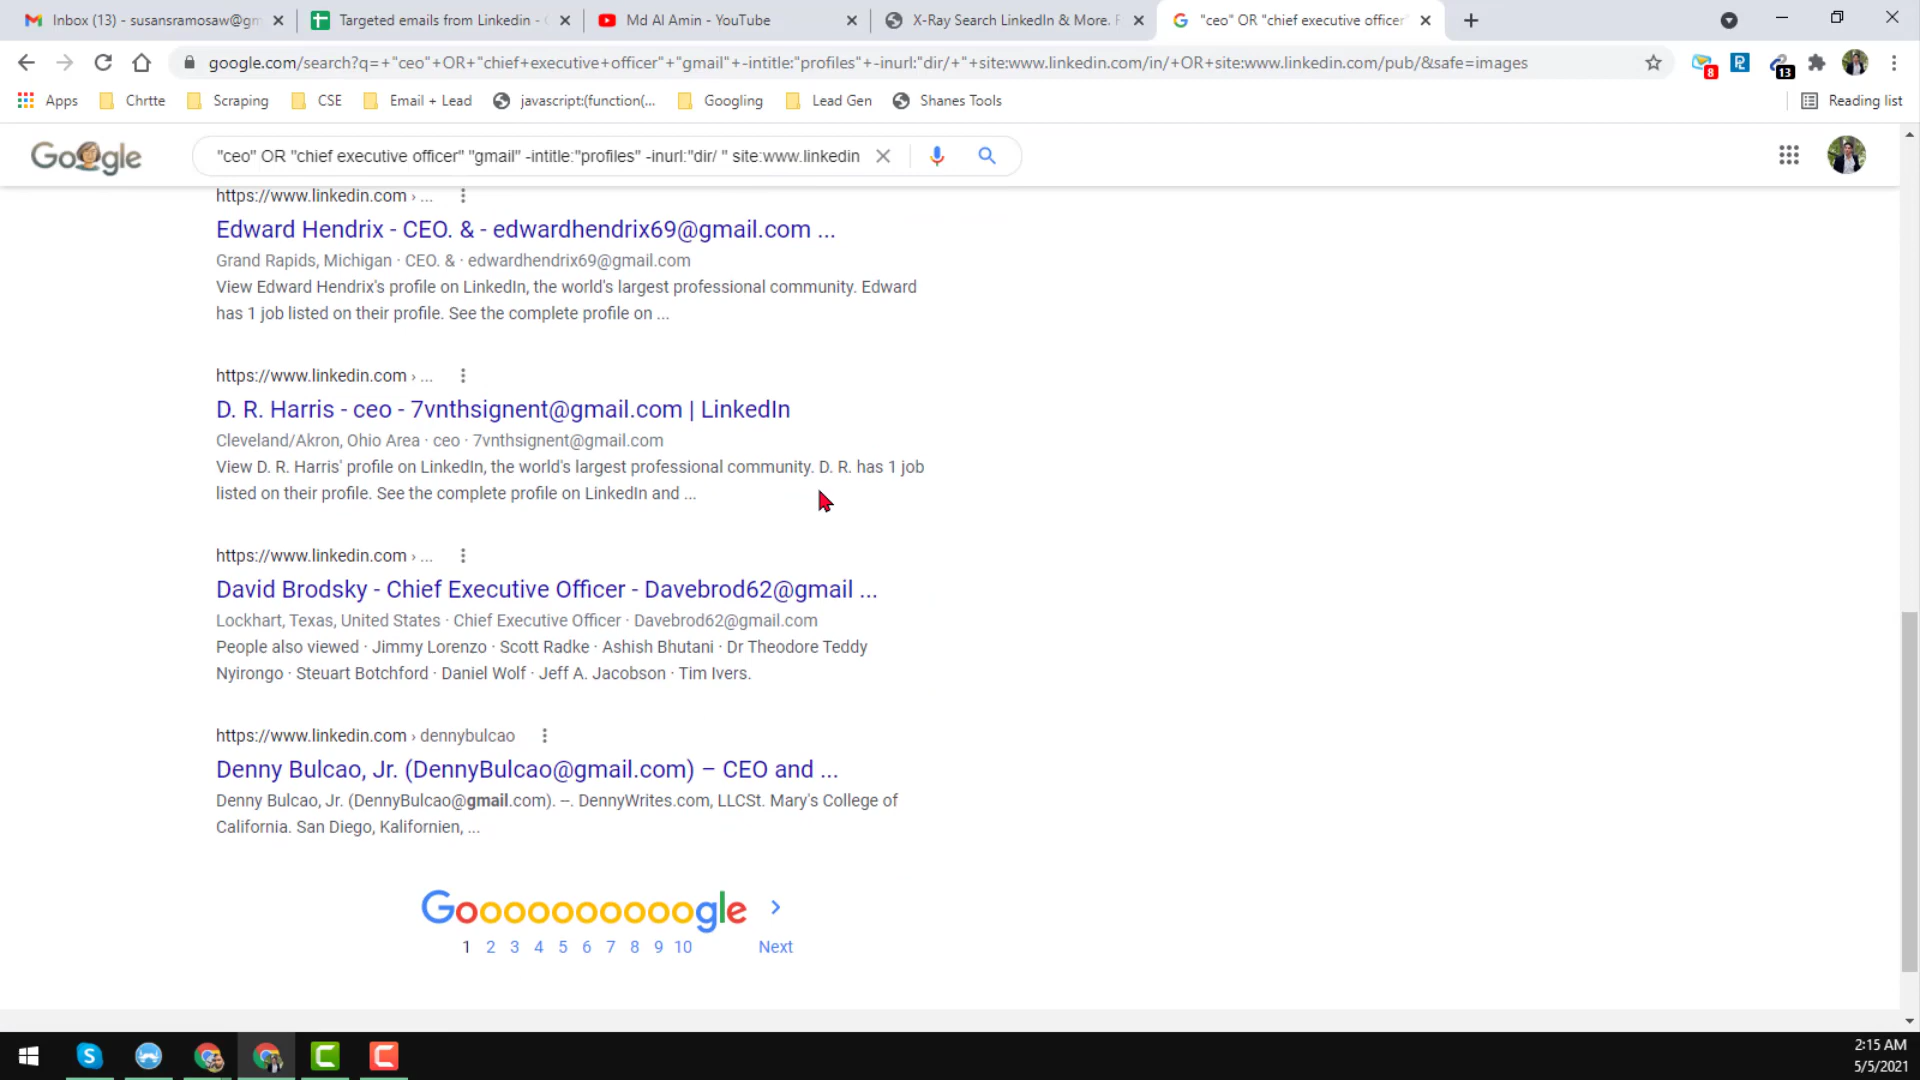 Inbox (13) - susansramosaw@gm
Targeted emails from Linkedin - 
Md Al Amin - YouTube
X-Ray Search LinkedIn & More.
"ceo" OR "chief executive officer"
google.com/search?q=+"ceo"+OR+"chief+executive+officer"+"gmail"+-intitle:"profiles"+-inurl:"dir/+"+site:www.linkedin.com/in/+OR+site:www.linkedin.com/pub/&safe=images
8
13
Apps
Chrtte
Scraping
CSE
Email + Lead
javascript:(function(...
Googling
Lead Gen
Shanes Tools
Reading list
Google
"ceo" OR "chief executive officer" "gmail" -intitle:"profiles" -inurl:"dir/ " site:www.linkedin
https://www.linkedin.com › ...
Edward Hendrix - CEO. & - edwardhendrix69@gmail.com ...
Grand Rapids, Michigan · CEO. & · edwardhendrix69@gmail.com
View Edward Hendrix's profile on LinkedIn, the world's largest professional community. Edward
has 1 job listed on their profile. See the complete profile on ...
https://www.linkedin.com › ...
D. R. Harris - ceo - 7vnthsignent@gmail.com | LinkedIn
Cleveland/Akron, Ohio Area · ceo · 7vnthsignent@gmail.com
View D. R. Harris' profile on LinkedIn, the world's largest professional community. D. R. has 1 job
listed on their profile. See the complete profile on LinkedIn and ...
https://www.linkedin.com › ...
David Brodsky - Chief Executive Officer - Davebrod62@gmail ...
Lockhart, Texas, United States · Chief Executive Officer · Davebrod62@gmail.com
People also viewed · Jimmy Lorenzo · Scott Radke · Ashish Bhutani · Dr Theodore Teddy
Nyirongo · Steuart Botchford · Daniel Wolf · Jeff A. Jacobson · Tim Ivers.
https://www.linkedin.com › dennybulcao
Denny Bulcao, Jr. (DennyBulcao@gmail.com) – CEO and ...
Denny Bulcao, Jr. (DennyBulcao@gmail.com). –. DennyWrites.com, LLCSt. Mary's College of
California. San Diego, Kalifornien, ...
Goooooooooogle
1 2 3 4 5 6 7 8 9 10 Next
2:15 AM
5/5/2021